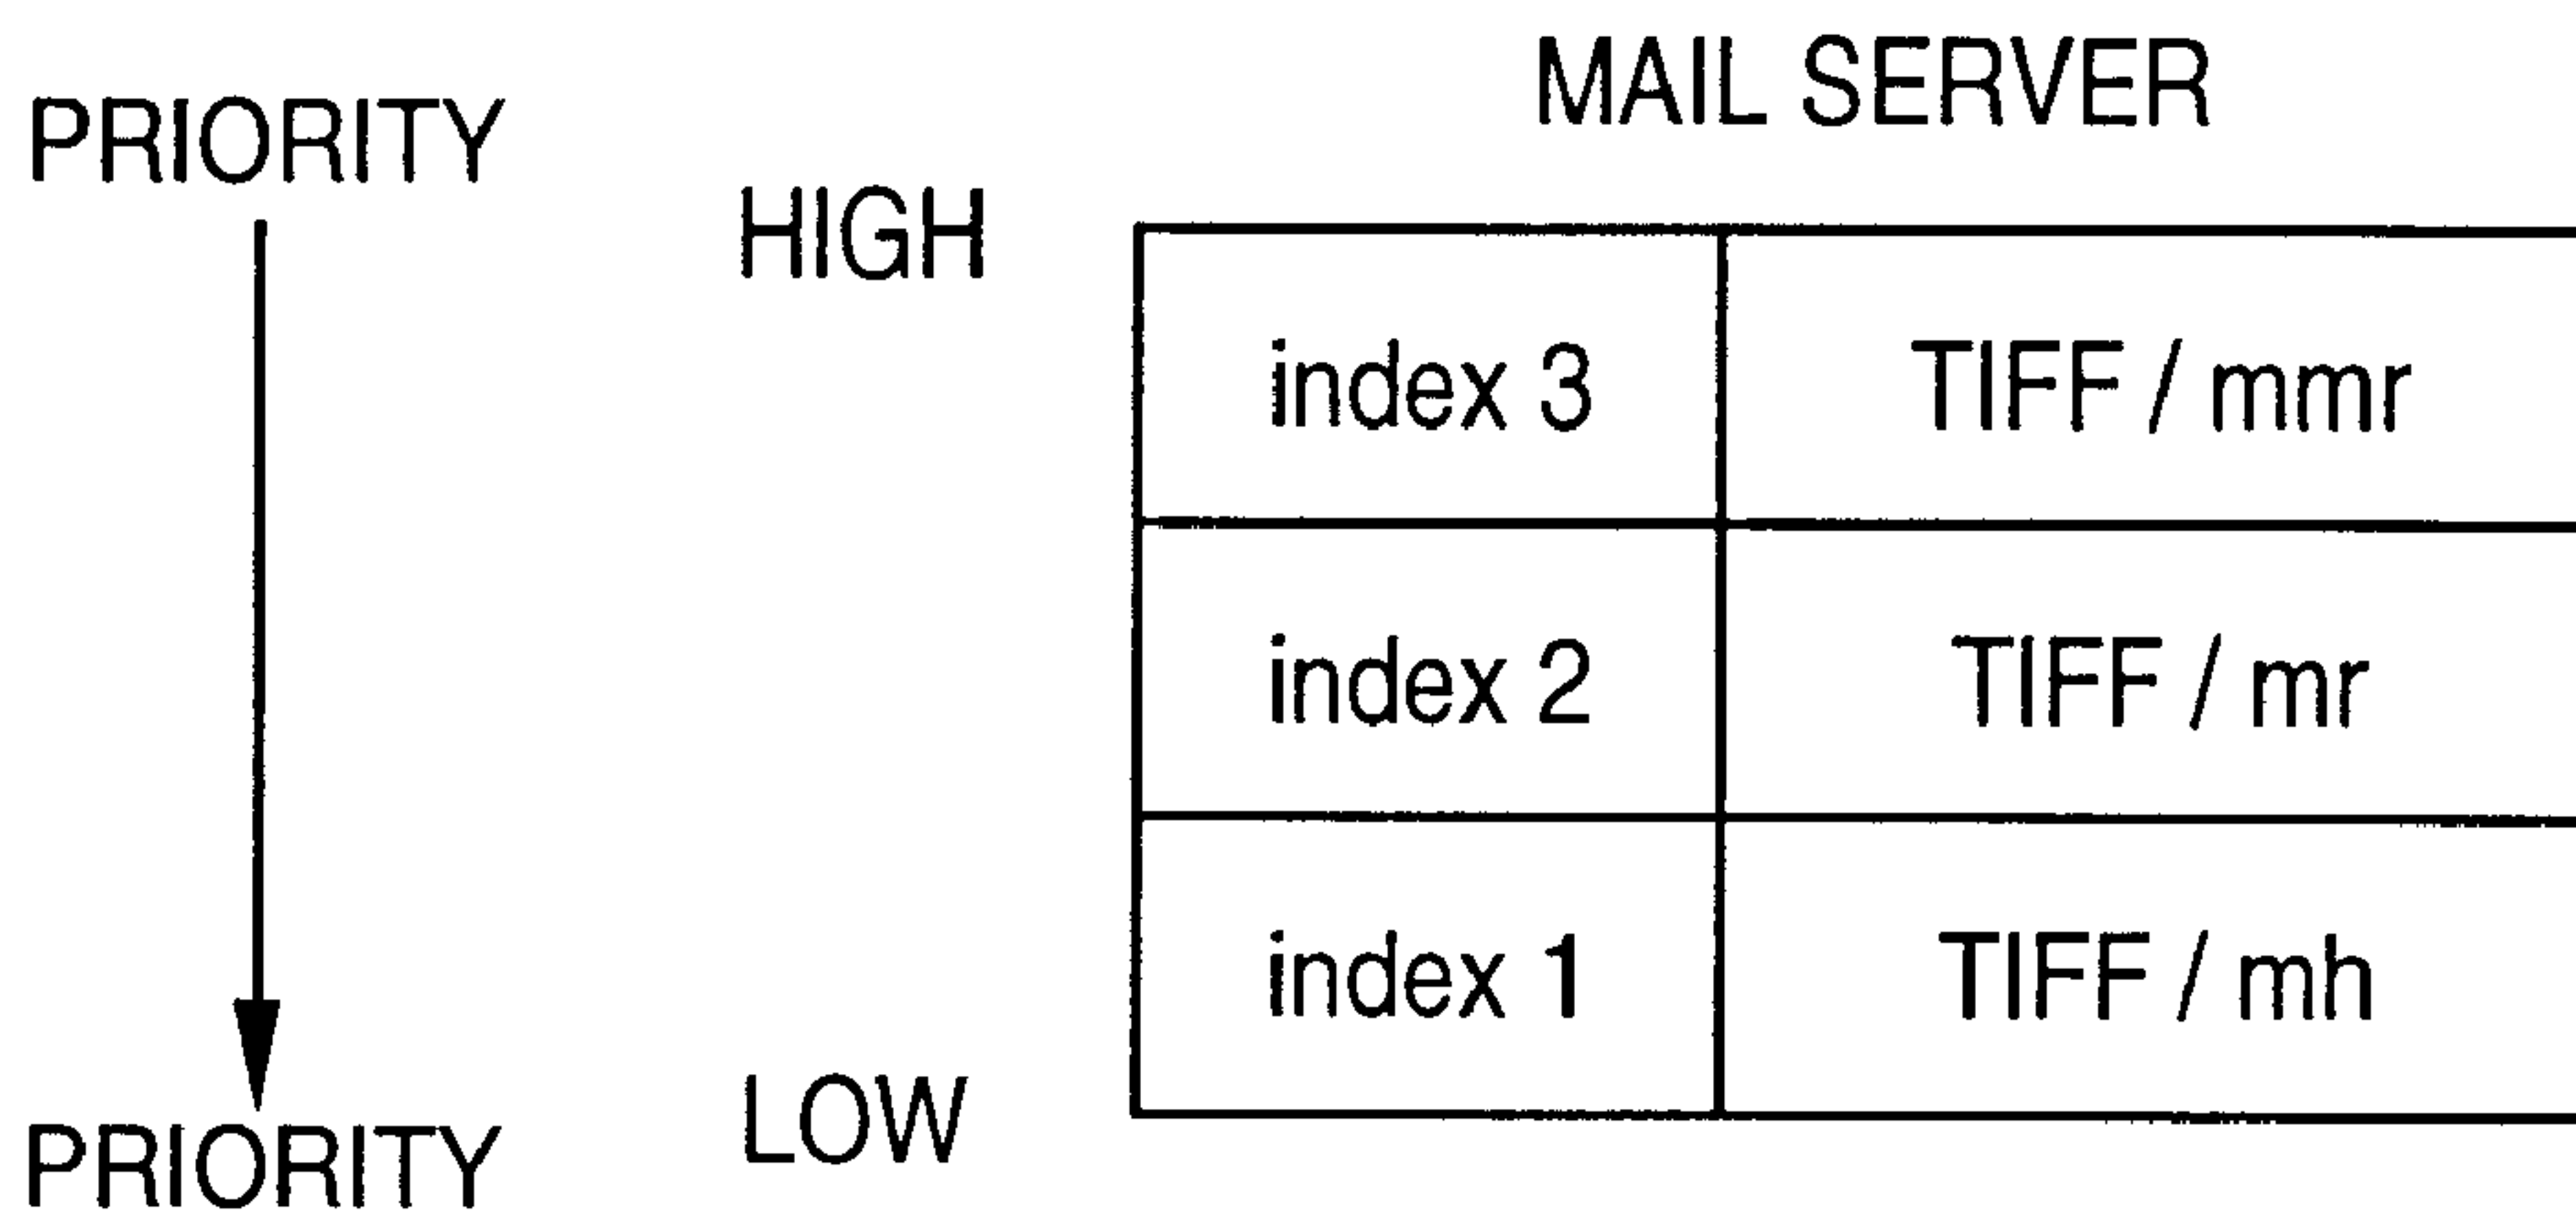 MAIL SERVER
PRIORITY
HIGH
index 3 TIFF / mmr
index 2 TIFF / mr
index 1 TIFF / mh
LOW
PRIORITY